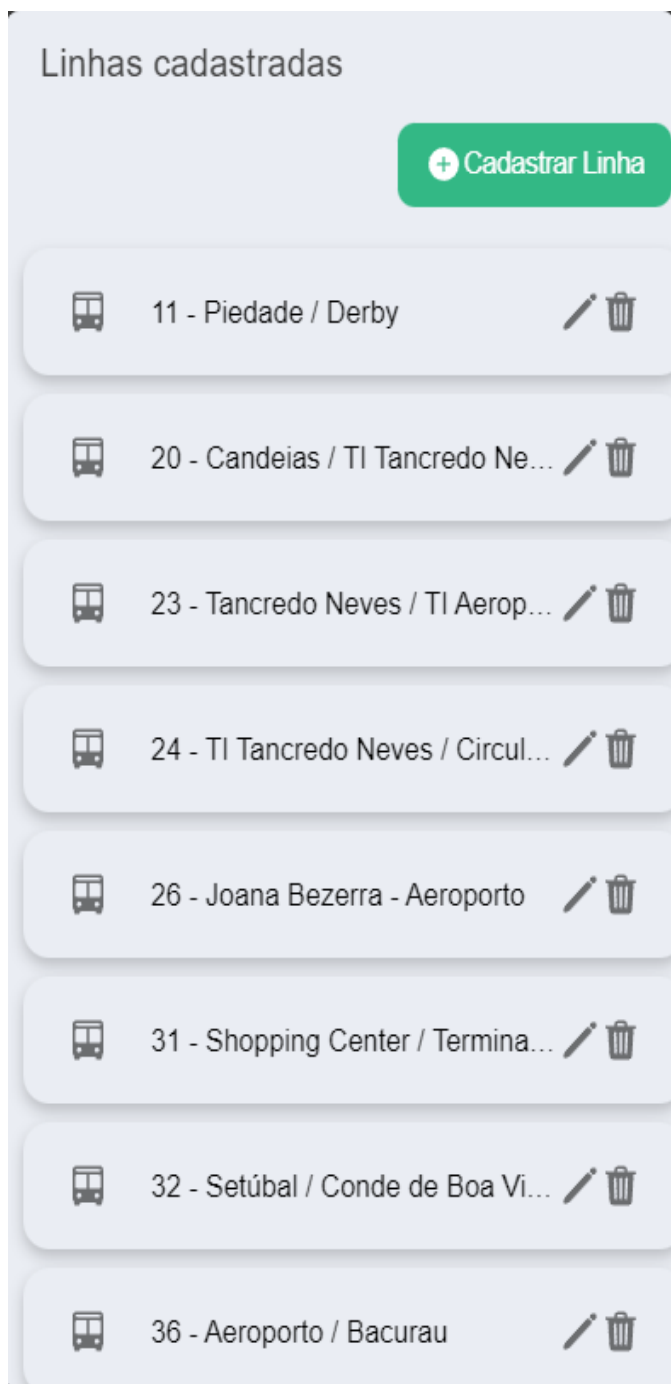 Linhas cadastradas
Cadastrar Linha
11 - Piedade / Derby
20 - Candeias / TI Tancredo Ne...
23 - Tancredo Neves / TI Aerop...
24 - TI Tancredo Neves / Circul...
26 - Joana Bezerra - Aeroporto
31 - Shopping Center / Termina...
32 - Setúbal / Conde de Boa Vi...
36 - Aeroporto / Bacurau